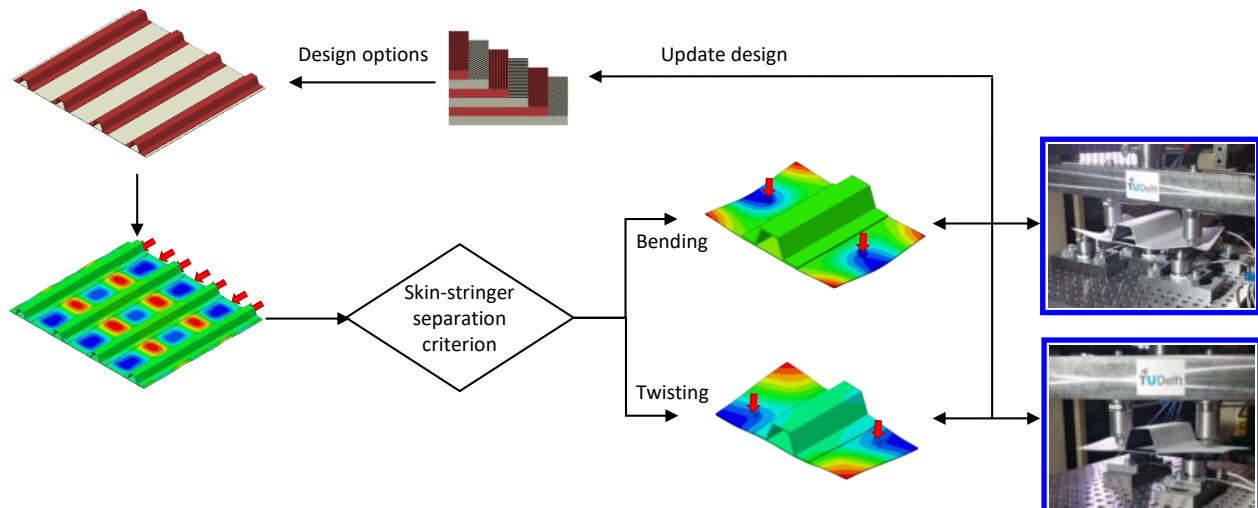 Design options
Update design
TUDelft
Bending
Skin-stringer
separation
criterion
Twisting
TUDelft